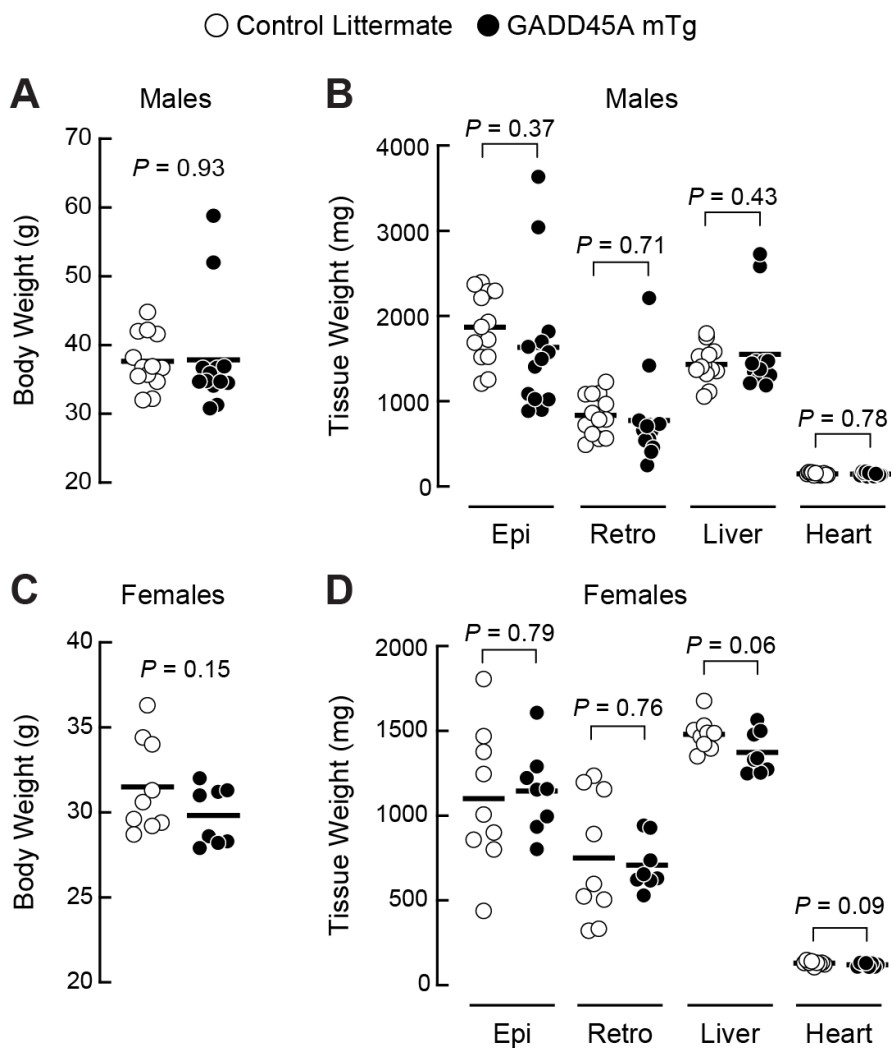 Control Littermate GADD45A mTg
A
Males
P = 0.93
Body Weight (g)
70
60
50
40
30
20
B
Males
P = 0.37
P = 0.71
P = 0.43
P = 0.78
Tissue Weight (mg)
4000
3000
2000
1000
0
Epi Retro Liver Heart
C
Females
P = 0.15
Body Weight (g)
40
35
30
25
20
D
Females
P = 0.79
P = 0.76
P = 0.06
P = 0.09
Tissue Weight (mg)
2000
1500
1000
500
0
Epi Retro Liver Heart